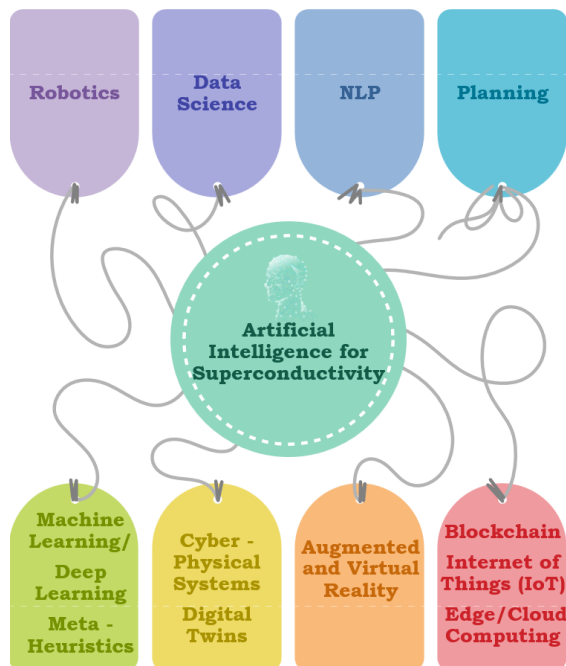 Robotics
Data
Science
NLP
Planning
Artificial
Intelligence for
Superconductivity
Machine
Learning/
Deep
Learning
Meta -
Heuristics
Cyber -
Physical
Systems
Digital
Twins
Augmented
and Virtual
Reality
Blockchain
Internet of
Things (IoT)
Edge/Cloud
Computing